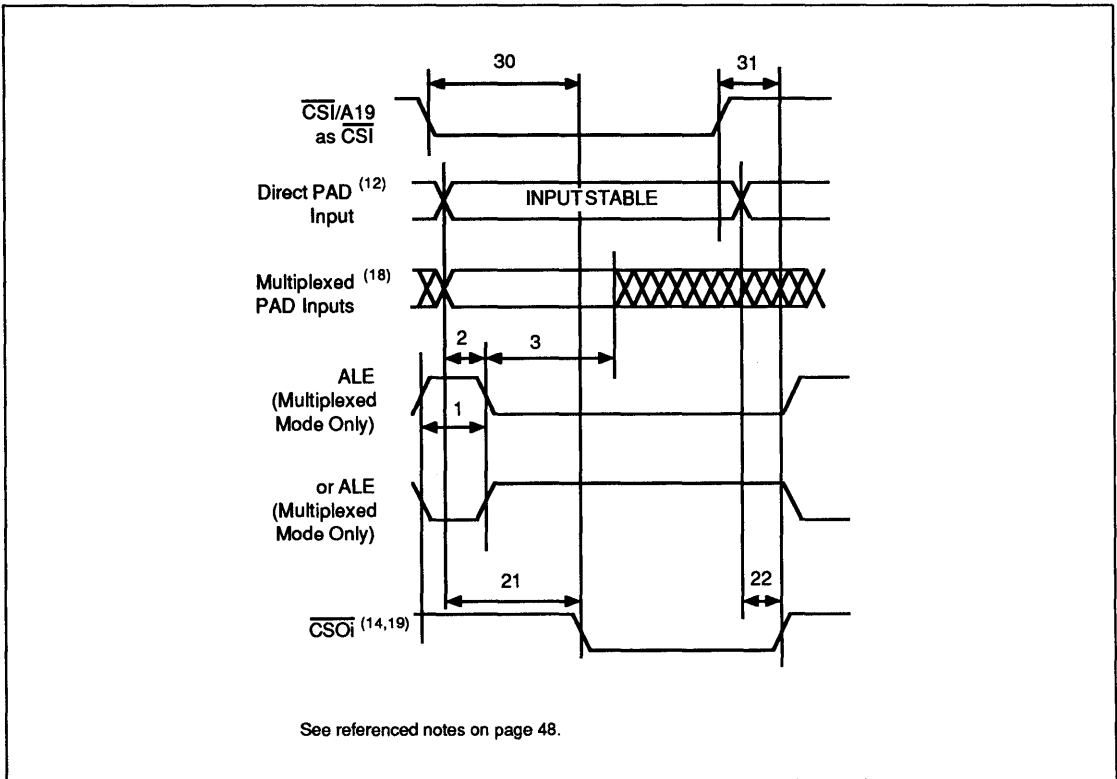 30
31
CSI/A19
as CSI
Direct PAD (12)
Input
INPUT STABLE
Multiplexed (18)
PAD Inputs
2
3
ALE
(Multiplexed
Mode Only)
1
or ALE
(Multiplexed
Mode Only)
21
22
CSOi (14,19)
See referenced notes on page 48.